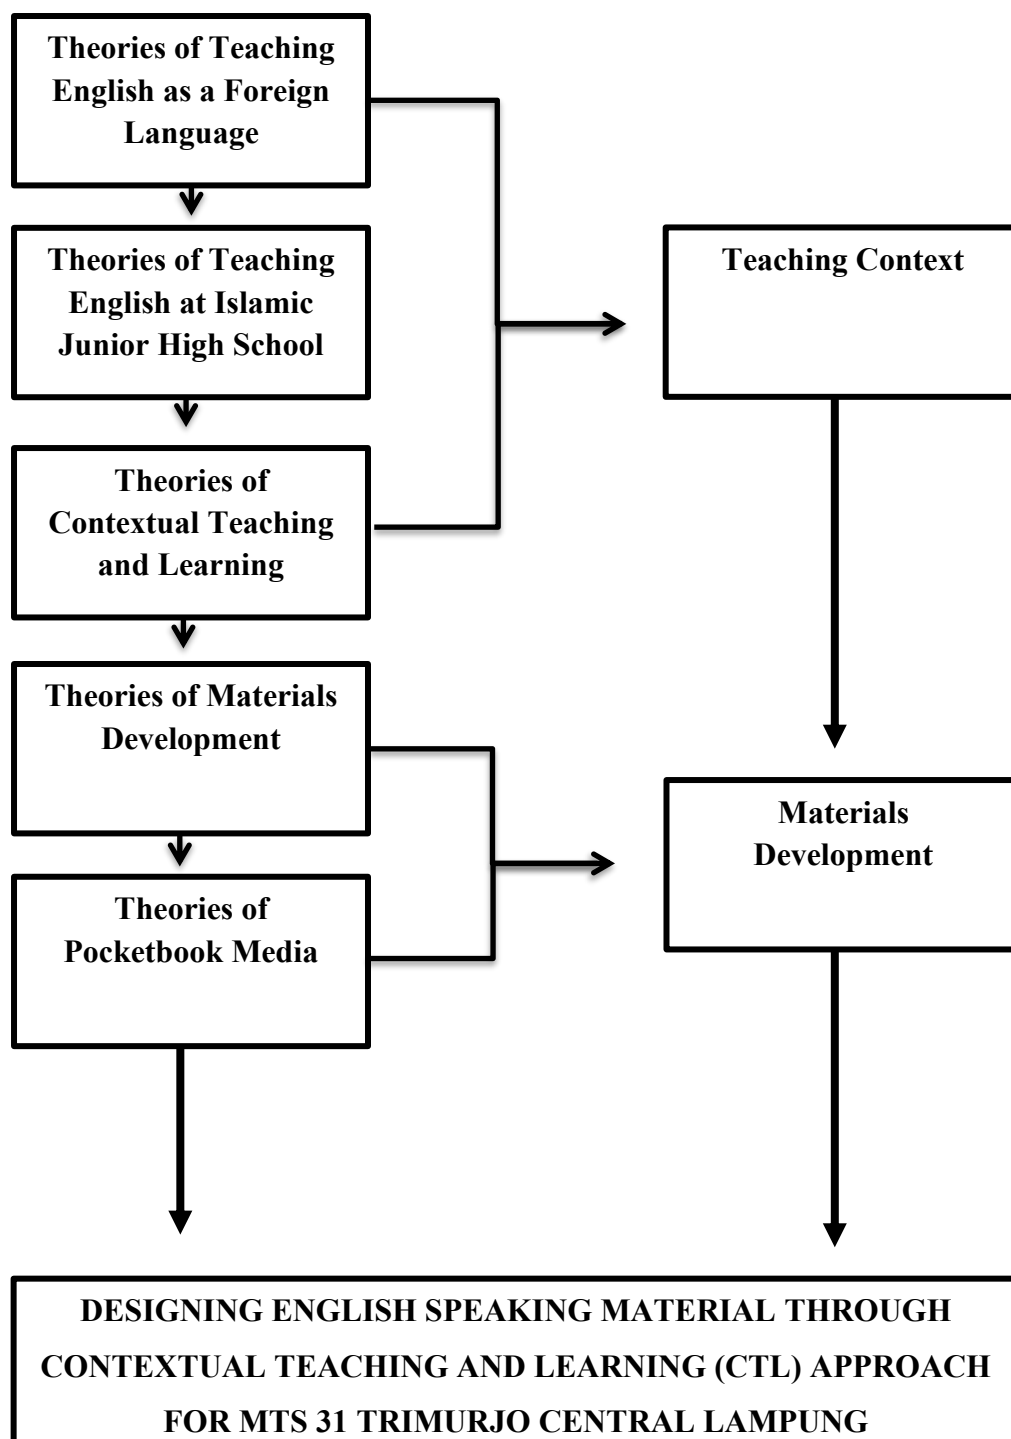 Theories of Teaching
English as a Foreign
Language
Theories of Teaching
English at Islamic
Junior High School
Teaching Context
Theories of
Contextual Teaching
and Learning
Theories of Materials
Development
Materials
Development
Theories of
Pocketbook Media
DESIGNING ENGLISH SPEAKING MATERIAL THROUGH
CONTEXTUAL TEACHING AND LEARNING (CTL) APPROACH
FOR MTS 31 TRIMURJO CENTRAL LAMPUNG